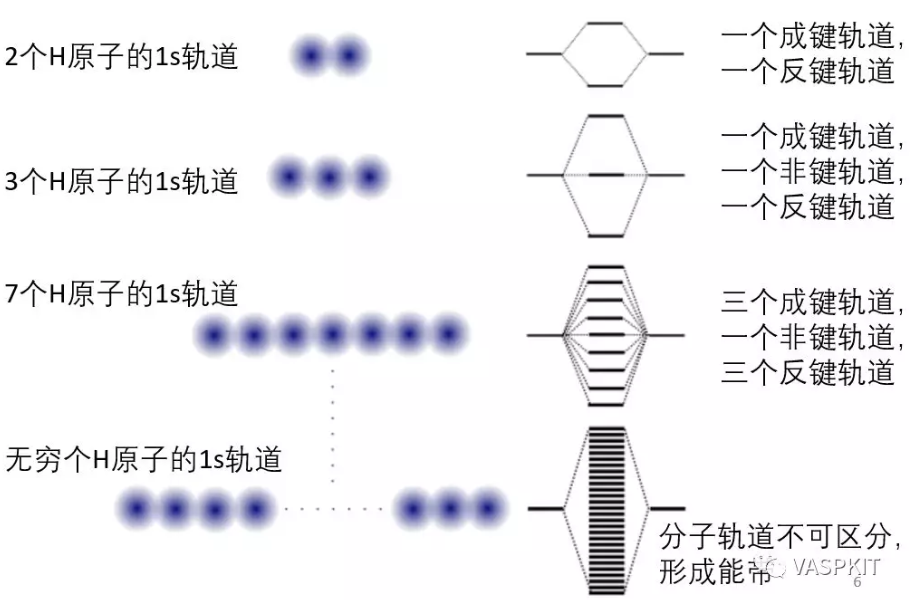 2个H原子的1s轨道
一个成键轨道,
一个反键轨道
3个H原子的1s轨道
一个成键轨道,
一个非键轨道,
一个反键轨道
7个H原子的1s轨道
三个成键轨道,
一个非键轨道,
三个反键轨道
无穷个H原子的1s轨道
分子轨道不可区分,
形成能带
VASPKIT
6